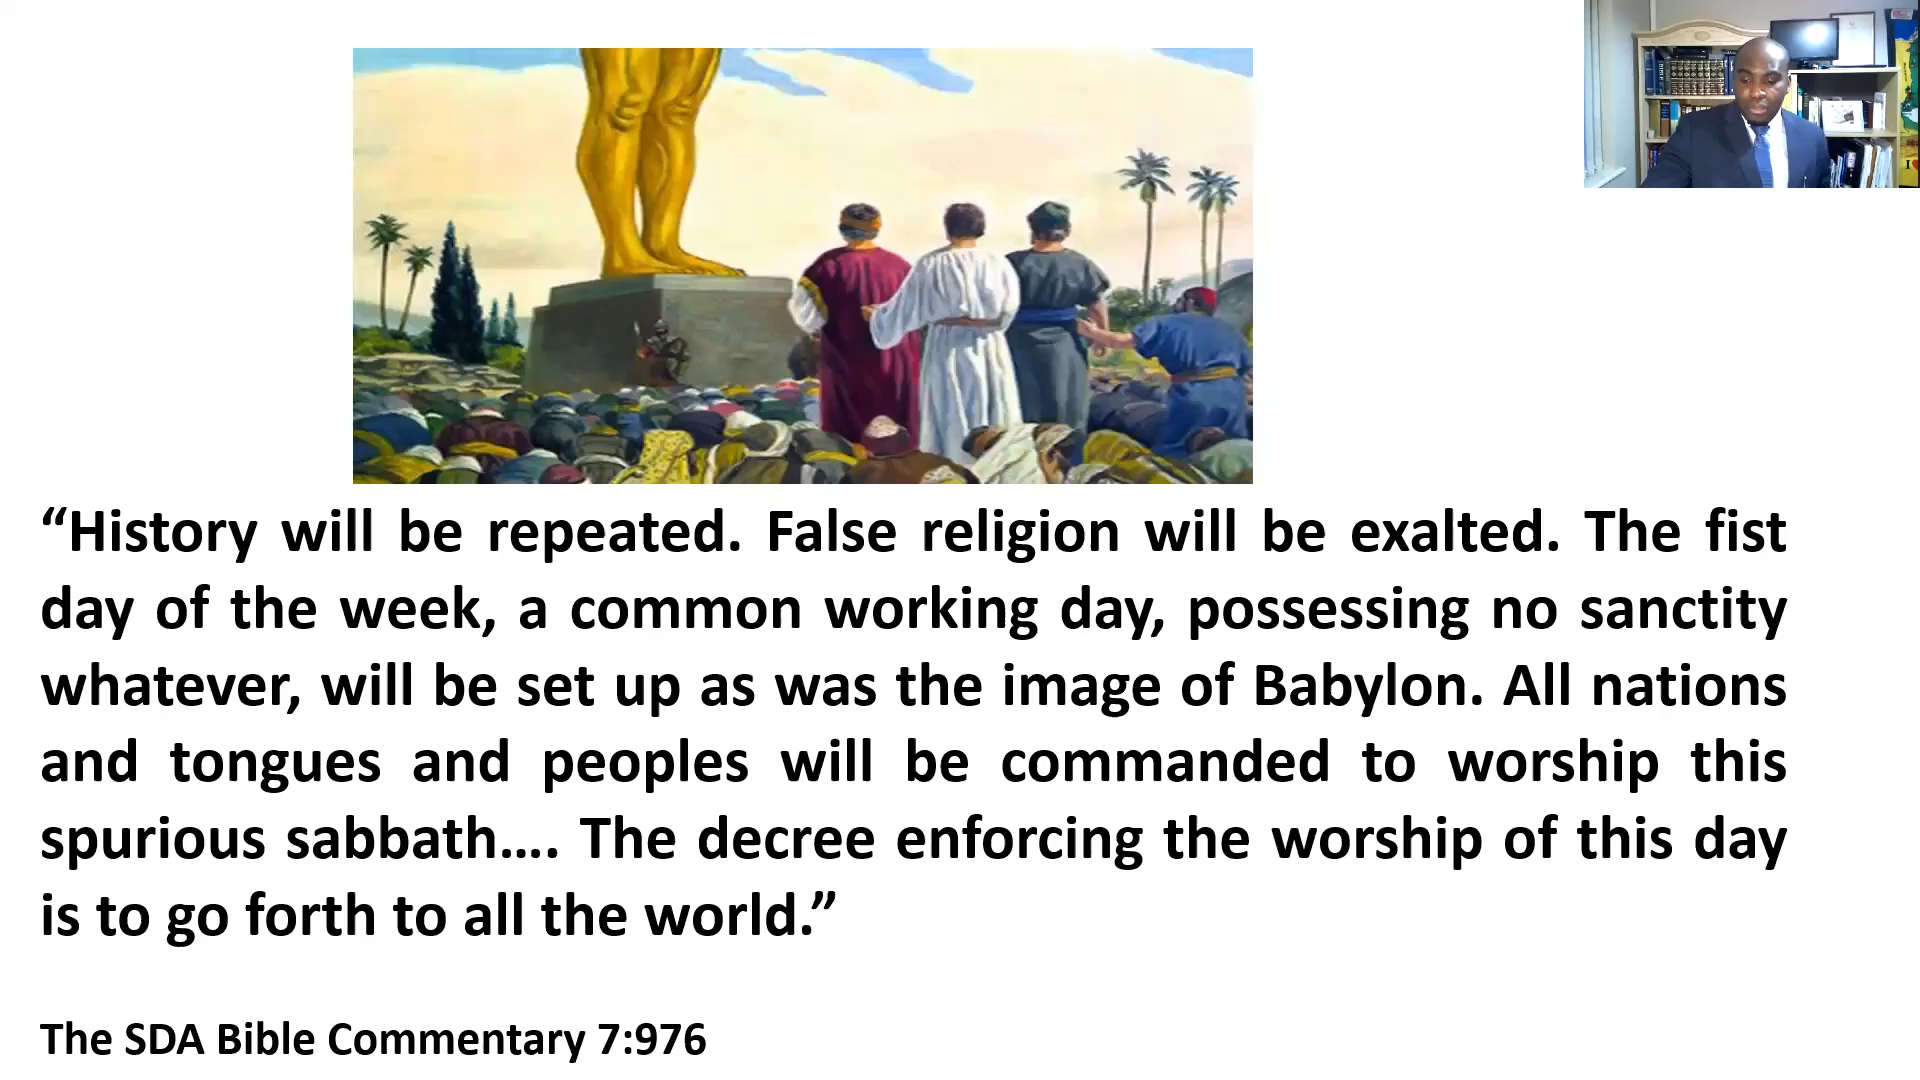 “History will be repeated. False religion will be exalted. The fist
day of the week, a common working day, possessing no sanctity
whatever, will be set up as was the image of Babylon. All nations
and tongues and peoples will be commanded to worship this
spurious sabbath…. The decree enforcing the worship of this day
is to go forth to all the world.”
The SDA Bible Commentary 7:976